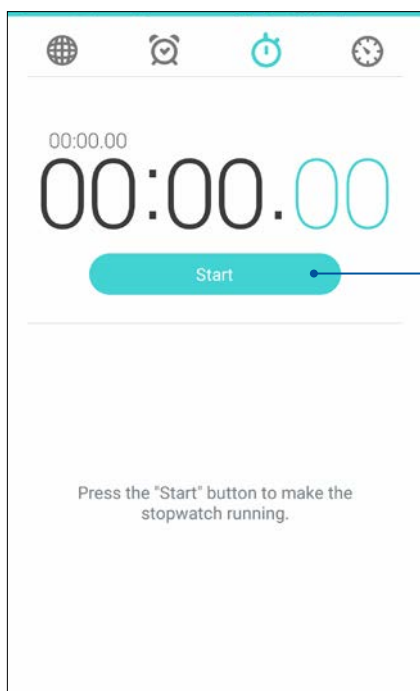 00:00.00
00:00.00
Start
Press the "Start" button to make the
stopwatch running.